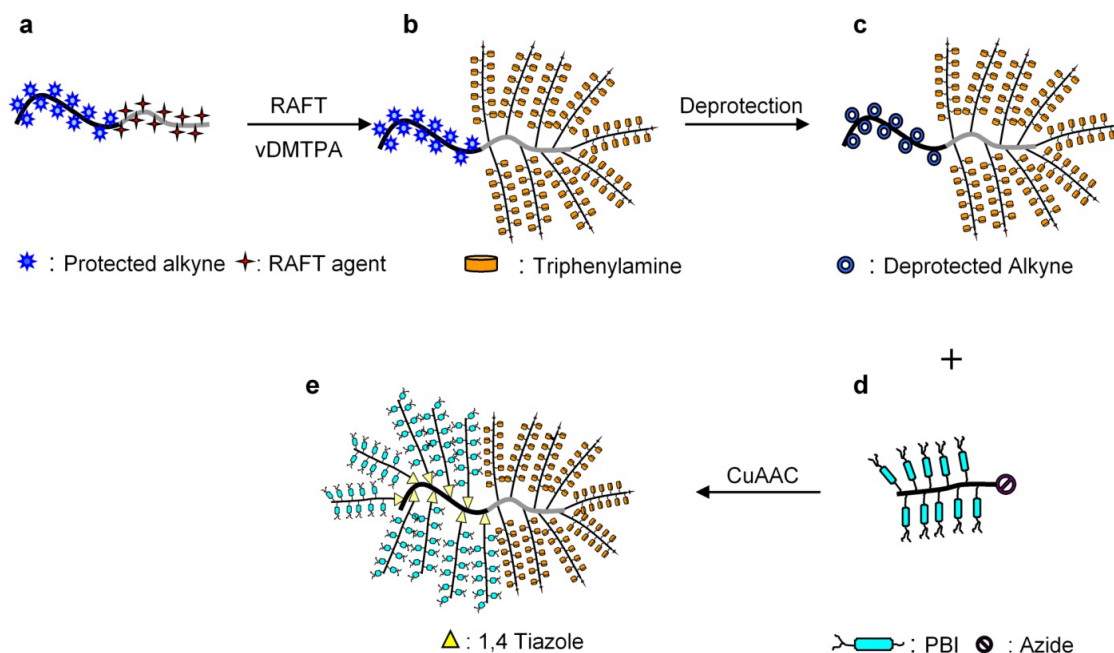 a
b
c
RAFT
vDMTPA
Deprotection
: Protected alkyne : RAFT agent
: Triphenylamine
: Deprotected Alkyne
+
e
d
CuAAC
: 1,4 Tiazole
: PBI : Azide